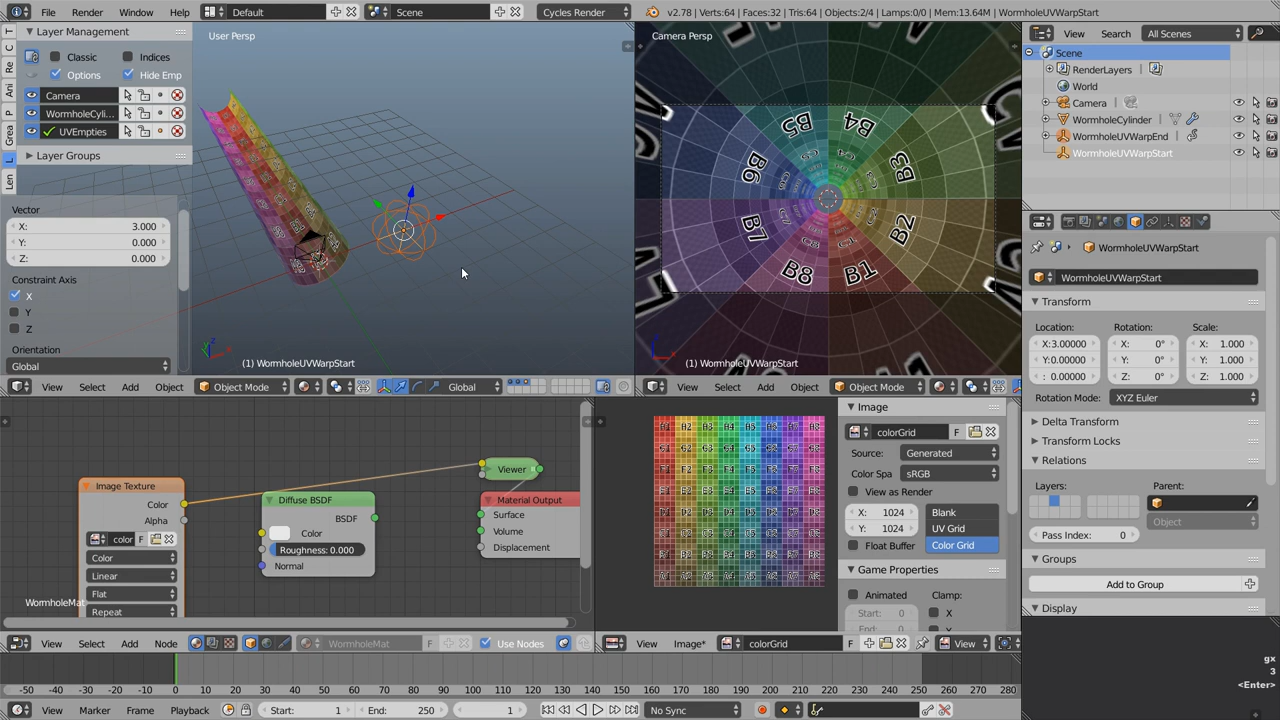 File Window Help Default Scene Cycles Render v2.78 | Verts:64 | Faces:32 | Tris:64 | Objects:2/4 | Lamps:0/0 | Mem:13.64M | WormholeUVWarpStart
T
C
Re
Ani
P
Grea
L
Len
Layer Management
Classic Indices
Options Hide Emp
Camera
WormholeCyli...
UVEmpties
Layer Groups
Vector
X: 3.000
Y: 0.000
Z: 0.000
Constraint Axis
X
Y
Z
Orientation
Global
User Persp
(1) WormholeUVWarpStart
View Select Add Object Object Mode Global
Camera Persp
B5 B4
B6 B3
B7 B2
B8 B1
(1) WormholeUVWarpStart
View Select Add Object Object Mode
View Search All Scenes
Scene
RenderLayers
World
Camera
WormholeCylinder
WormholeUVWarpEnd
WormholeUVWarpStart
WormholeUVWarpStart
WormholeUVWarpStart
Transform
Location: Rotation: Scale:
X:3.00000 X: 0° X: 1.000
Y:0.00000 Y: 0° Y: 1.000
: 0.00000 Z: 0° Z: 1.000
Rotation Mode: XYZ Euler
Delta Transform
Transform Locks
Relations
Layers: Parent:
Object
Pass Index: 0
Groups
Add to Group
Display
gx
3
<Enter>
Image Texture
Color
Alpha
color F
Color
Linear
Flat
Repeat
WormholeMat
Diffuse BSDF
BSDF
Color
Roughness: 0.000
Normal
Viewer
Material Output
Surface
Volume
Displacement
View Select Add Node WormholeMat F Use Nodes
Image
colorGrid F
Source: Generated
Color Spa sRGB
View as Render
X: 1024 Blank
Y: 1024 UV Grid
Float Buffer Color Grid
Game Properties
Animated Clamp:
Start: 0 X
End: 0 Y
View Image* colorGrid F View
-50 -40 -30 -20 -10 0 10 20 30 40 50 60 70 80 90 100 110 120 130 140 150 160 170 180 190 200 210 220 230 240 250 260 270 280
View Marker Frame Playback Start: 1 End: 250 1 No Sync